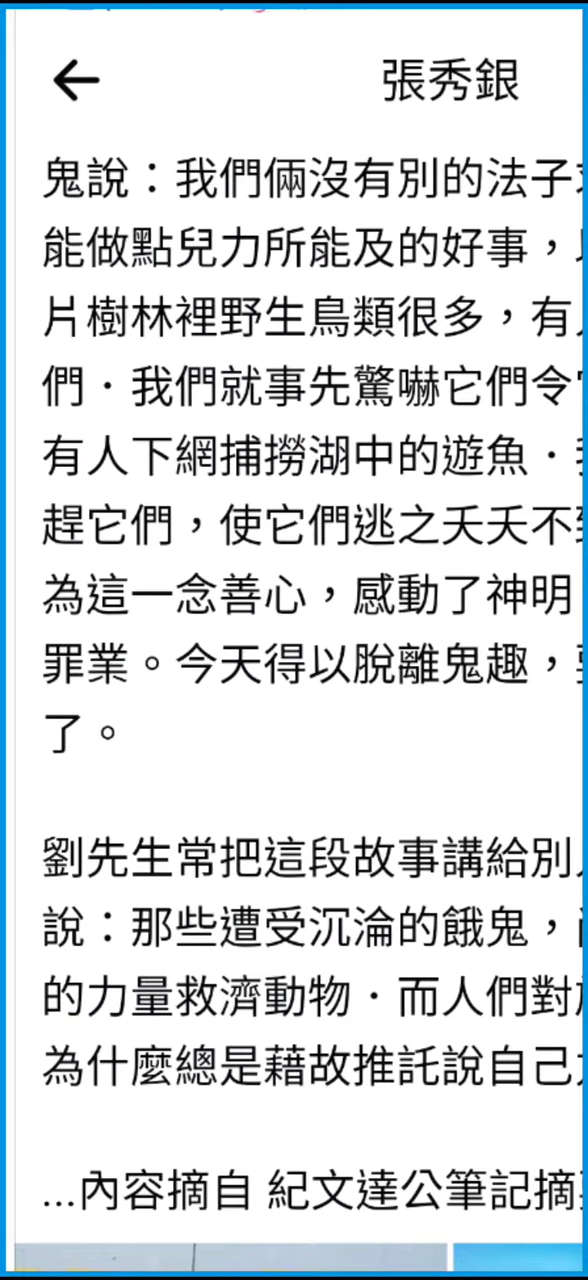 張秀銀
鬼說：我們倆沒有別的法子
能做點兒力所能及的好事，
片樹林裡野生鳥類很多，有
們．我們就事先驚嚇它們令
有人下網捕撈湖中的遊魚．
趕它們，使它們逃之夭夭不
為這一念善心，感動了神明
罪業。今天得以脫離鬼趣，
了。
劉先生常把這段故事講給別
說：那些遭受沉淪的餓鬼，
的力量救濟動物．而人們對
為什麼總是藉故推託說自己
...內容摘自 紀文達公筆記摘